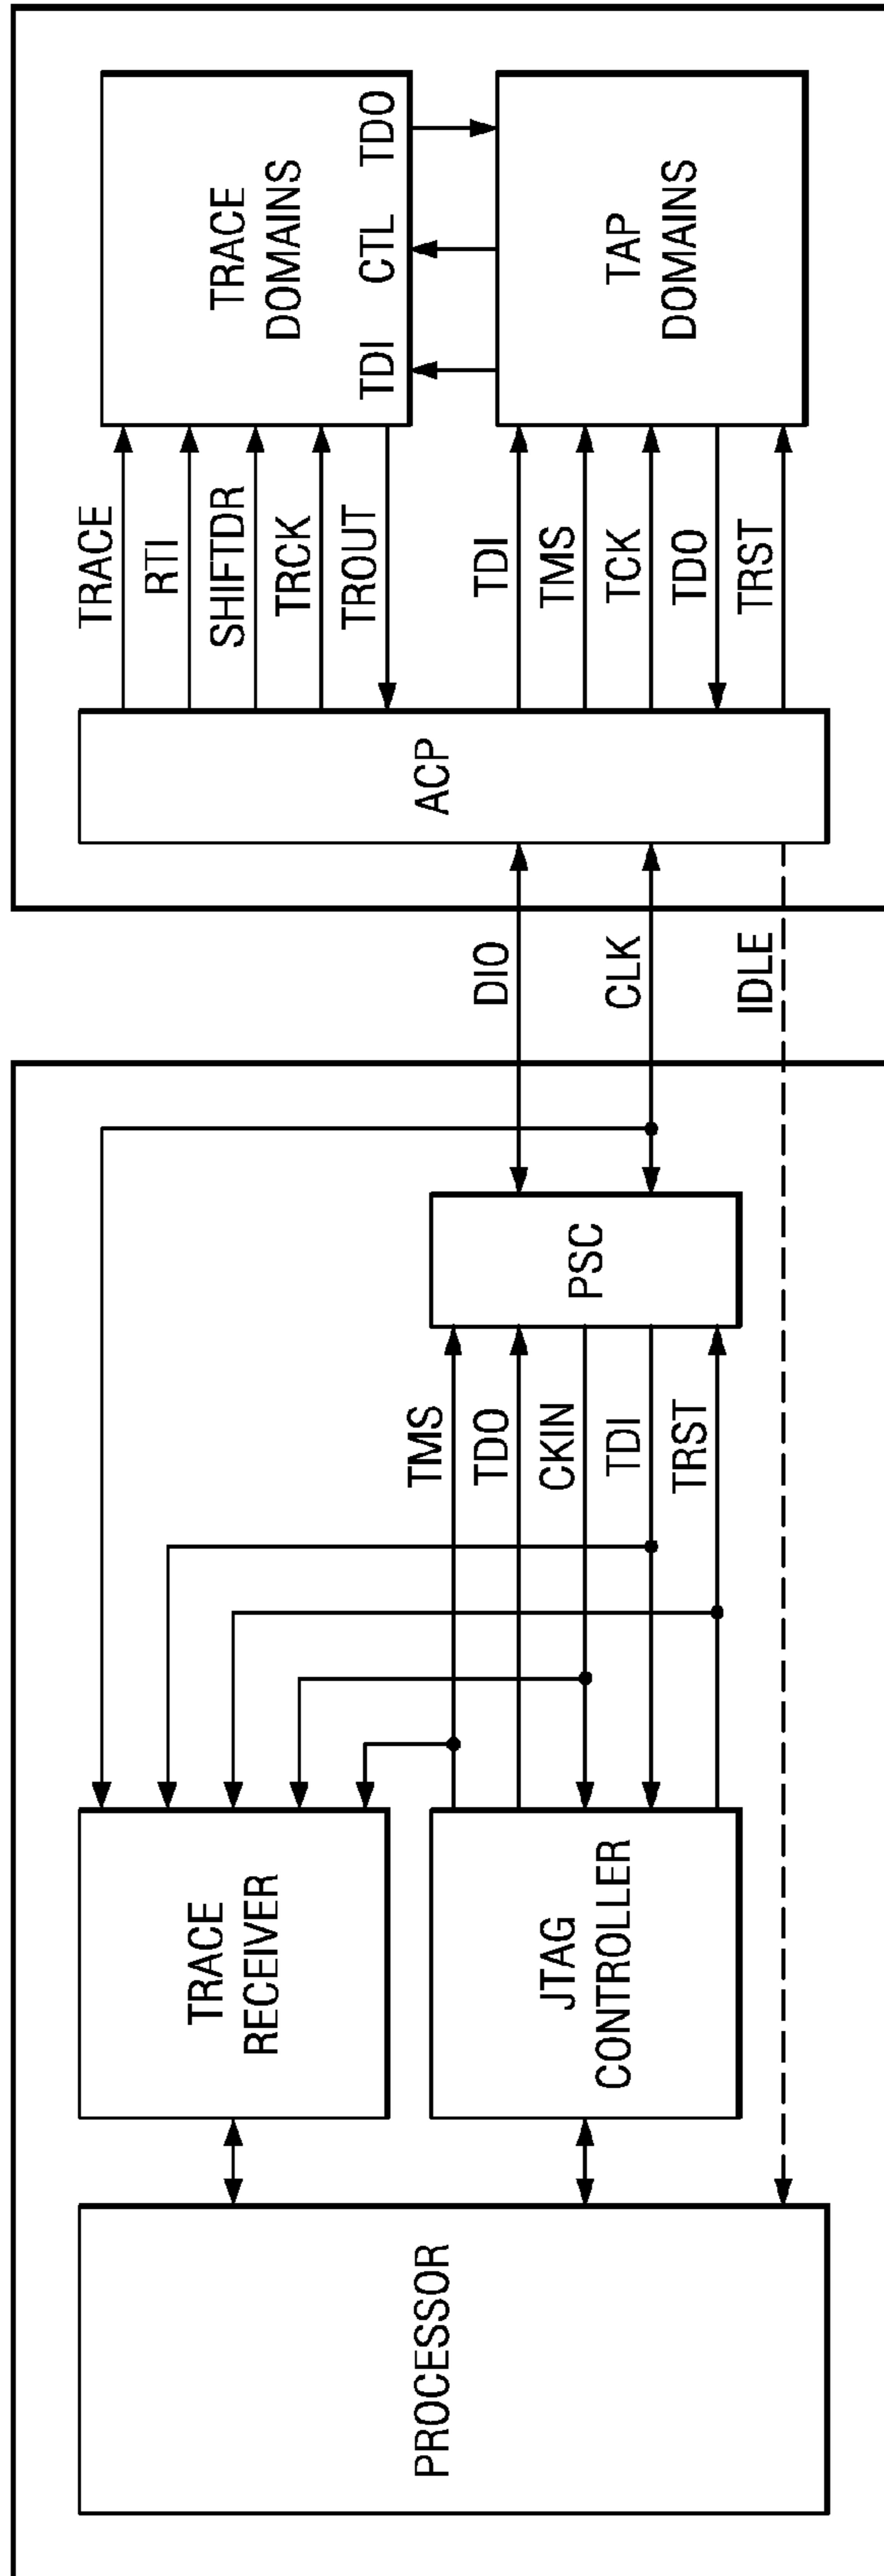 PROCESSOR
TRACE
RECEIVER
JTAG
CONTROLLER
TMS
TDO
CKIN
TDI
TRST
PSC
DIO
CLK
IDLE
ACP
TRACE
RTI
SHIFTDR
TRCK
TROUT
TDI
TMS
TCK
TDO
TRST
TRACE
DOMAINS
TDI CTL TDO
TAP
DOMAINS